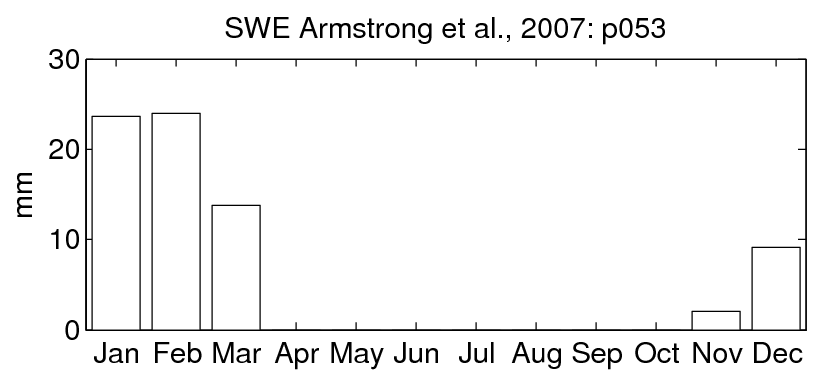 SWE Armstrong et al., 2007: p053
30
20
10
0
mm
Jan Feb Mar Apr May Jun Jul Aug Sep Oct Nov Dec